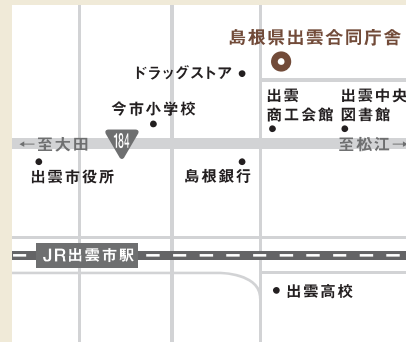 島根県出雲合同庁舎
ドラッグストア
出雲
商工会館
出雲中央
図書館
今市小学校
184
←至大田
至松江→
出雲市役所
島根銀行
JR出雲市駅
出雲高校